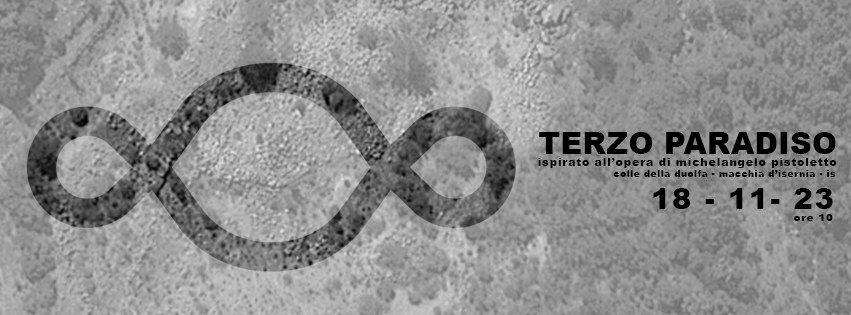 TERZO PARADISO
ispirato all'opera di michelangelo pistoletto
colle della duolfa - macchia d'isernia - is
18 - 11- 23
ore 10